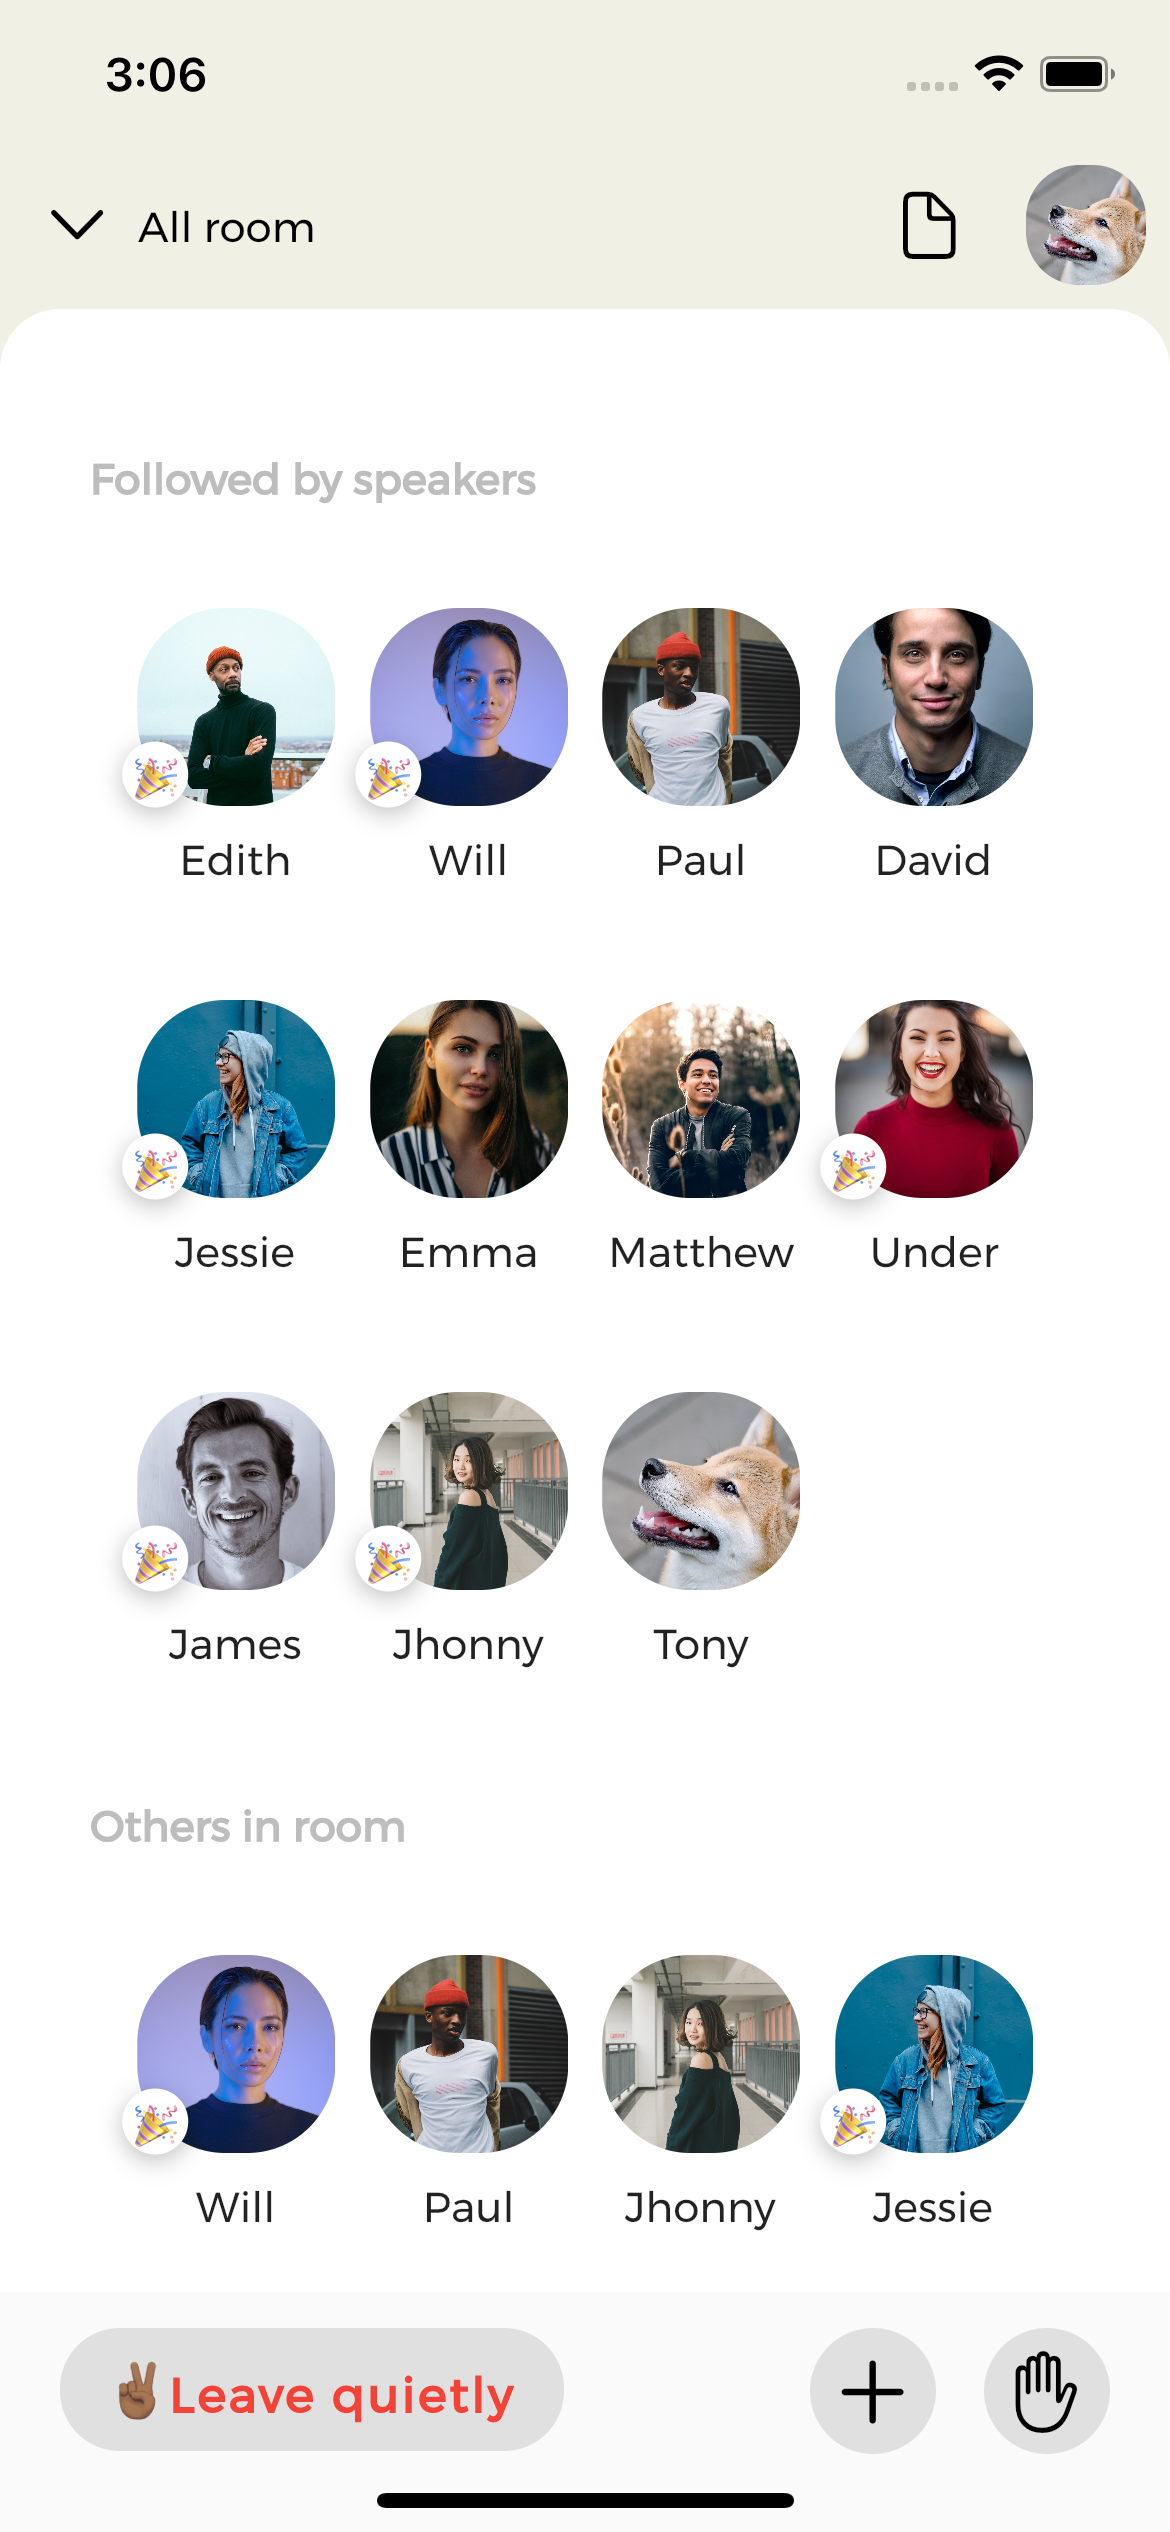 3:06
All room
Followed by speakers
Edith Will Paul David
Jessie Emma Matthew Under
James Jhonny Tony
Others in room
Will Paul Jhonny Jessie
✌🏾Leave quietly